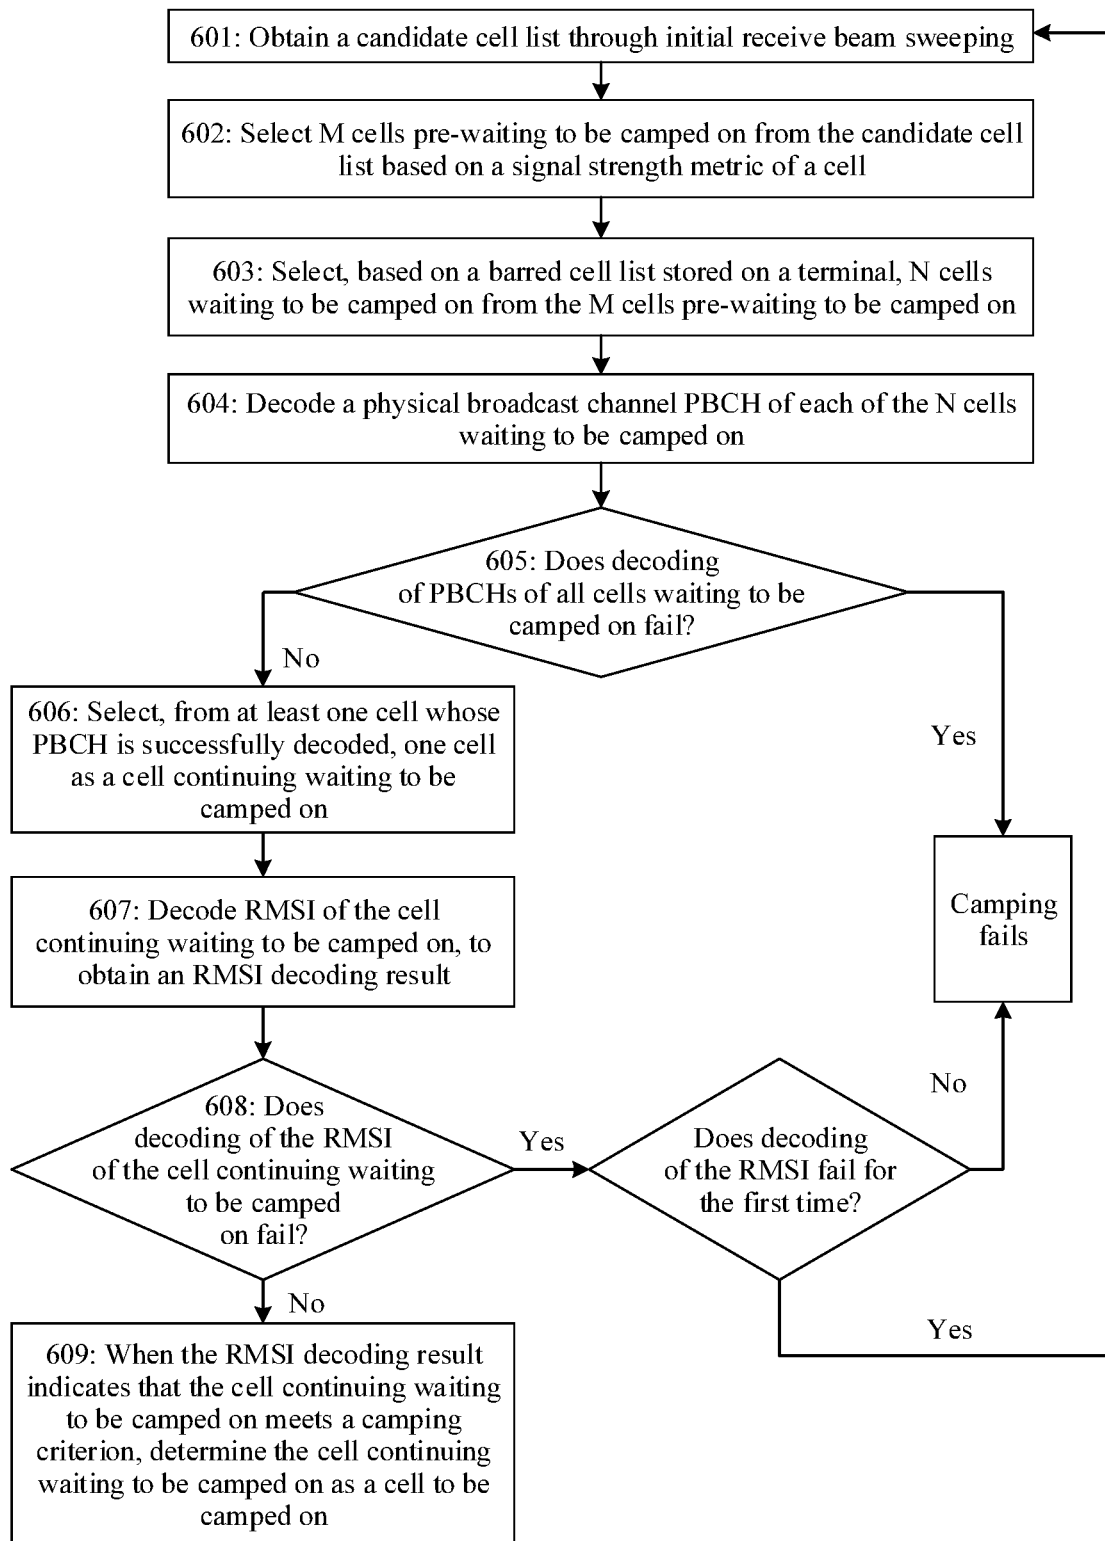 601: Obtain a candidate cell list through initial receive beam sweeping
602: Select M cells pre-waiting to be camped on from the candidate cell
list based on a signal strength metric of a cell
603: Select, based on a barred cell list stored on a terminal, N cells
waiting to be camped on from the M cells pre-waiting to be camped on
604: Decode a physical broadcast channel PBCH of each of the N cells
waiting to be camped on
605: Does decoding
of PBCHs of all cells waiting to be
camped on fail?
No
Yes
606: Select, from at least one cell whose
PBCH is successfully decoded, one cell
as a cell continuing waiting to be
camped on
607: Decode RMSI of the cell
continuing waiting to be camped on, to
obtain an RMSI decoding result
Camping
fails
608: Does
decoding of the RMSI
of the cell continuing waiting
to be camped
on fail?
Yes
Does decoding
of the RMSI fail for
the first time?
No
Yes
No
609: When the RMSI decoding result
indicates that the cell continuing waiting
to be camped on meets a camping
criterion, determine the cell continuing
waiting to be camped on as a cell to be
camped on